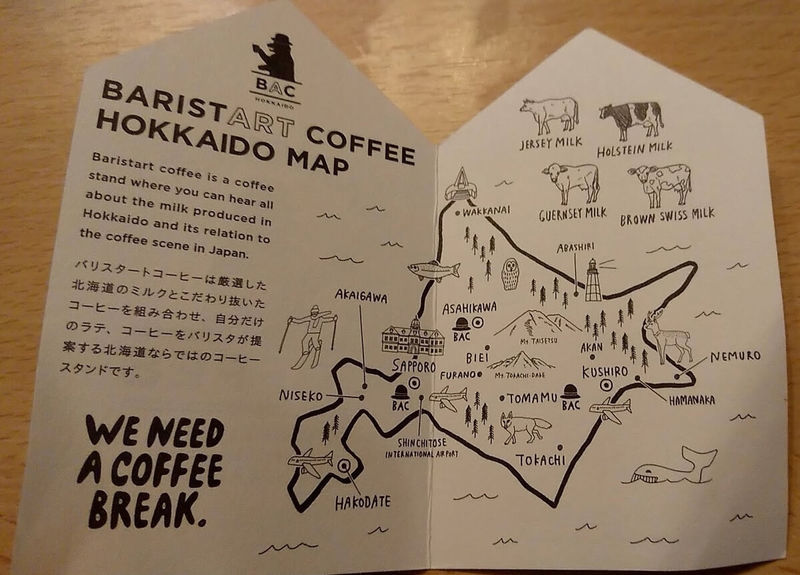 BAC
HOKKAIDO
BARISTART COFFEE
HOKKAIDO MAP
Baristart coffee is a coffee
stand where you can hear all
about the milk produced in
Hokkaido and its relation to
the coffee scene in Japan.
バリスタートコーヒーは厳選した
北海道のミルクとこだわり抜いた
コーヒーを組み合わせ、自分だけ
のラテ、コーヒーをバリスタが提
案する北海道ならではのコーヒー
スタンドです。
WE NEED
A COFFEE
BREAK.
JERSEY MILK
HOLSTEIN MILK
GUERNSEY MILK
BROWN SWISS MILK
WAKKANAI
ABASHIRI
AKAIGAWA
ASAHIKAWA
BAC
Mt TAISETU
SAPPORO
BIEI
AKAN
NEMURO
FURANO
Mt TOKACHI-DAKE
KUSHIRO
NISEKO
BAC
TOMAMU
BAC
HAMANAKA
SHINCHITOSE
INTERNATIONAL AIRPORT
TOKACHI
HAKODATE